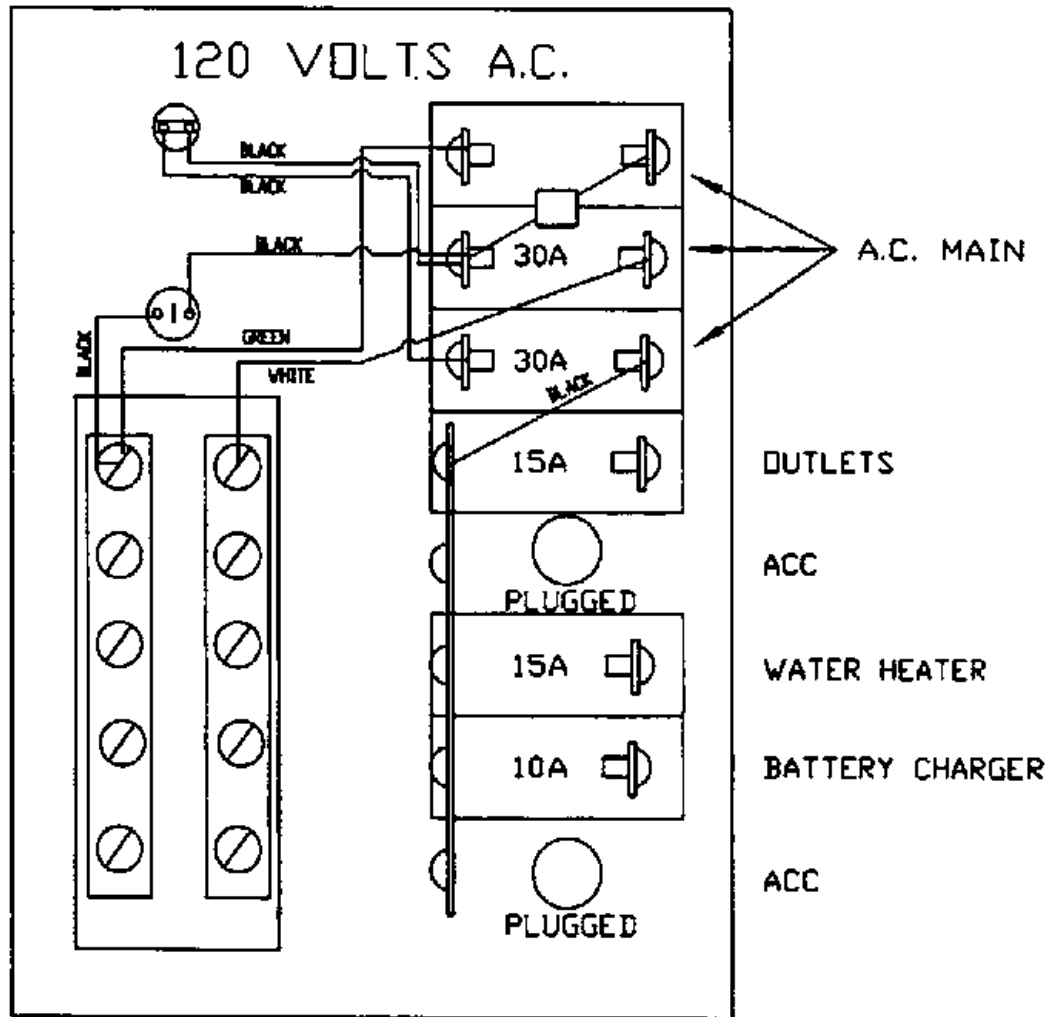 120 VOLTS A.C.
BLACK
BLACK
BLACK
30A
A.C. MAIN
BLACK
GREEN
WHITE
30A
BLACK
15A
OUTLETS
ACC
PLUGGED
15A
WATER HEATER
10A
BATTERY CHARGER
ACC
PLUGGED